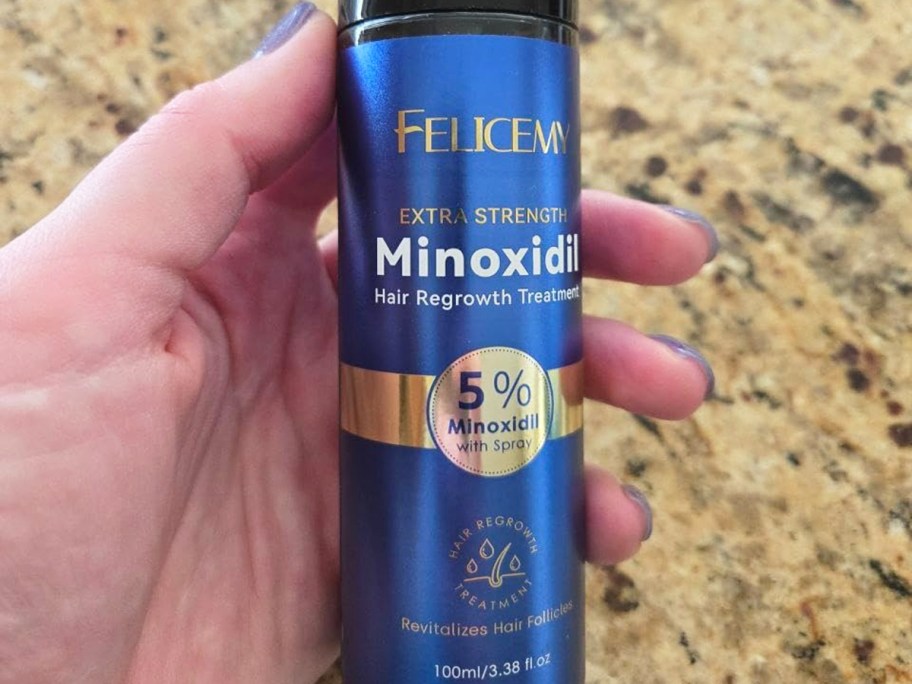 FELICEMY
EXTRA STRENGTH
Minoxidil
Hair Regrowth Treatment
5%
Minoxidil
with Spray
HAIR REGROWTH
TREATMENT
Revitalizes Hair Follicles
100ml/3.38 fl.oz